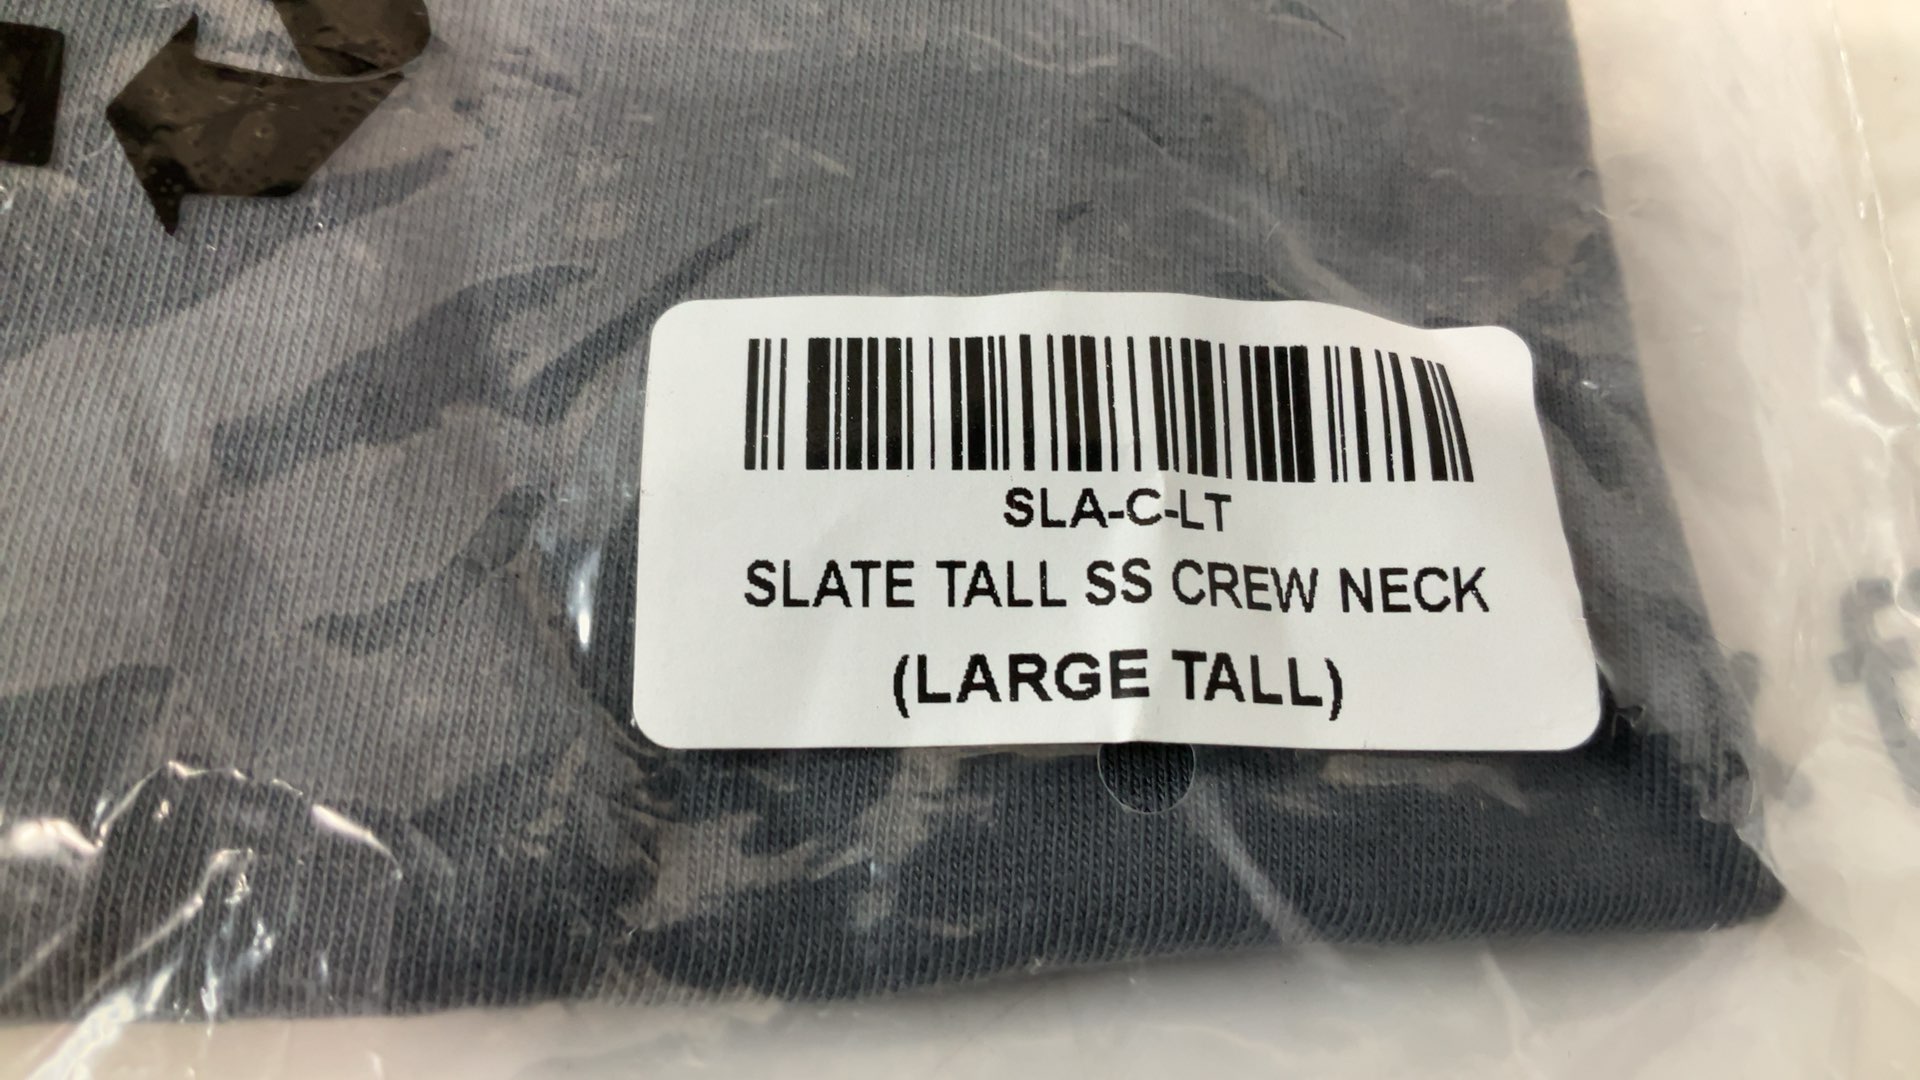 SLA-C-LT
SLATE TALL SS CREW NECK
(LARGE TALL)